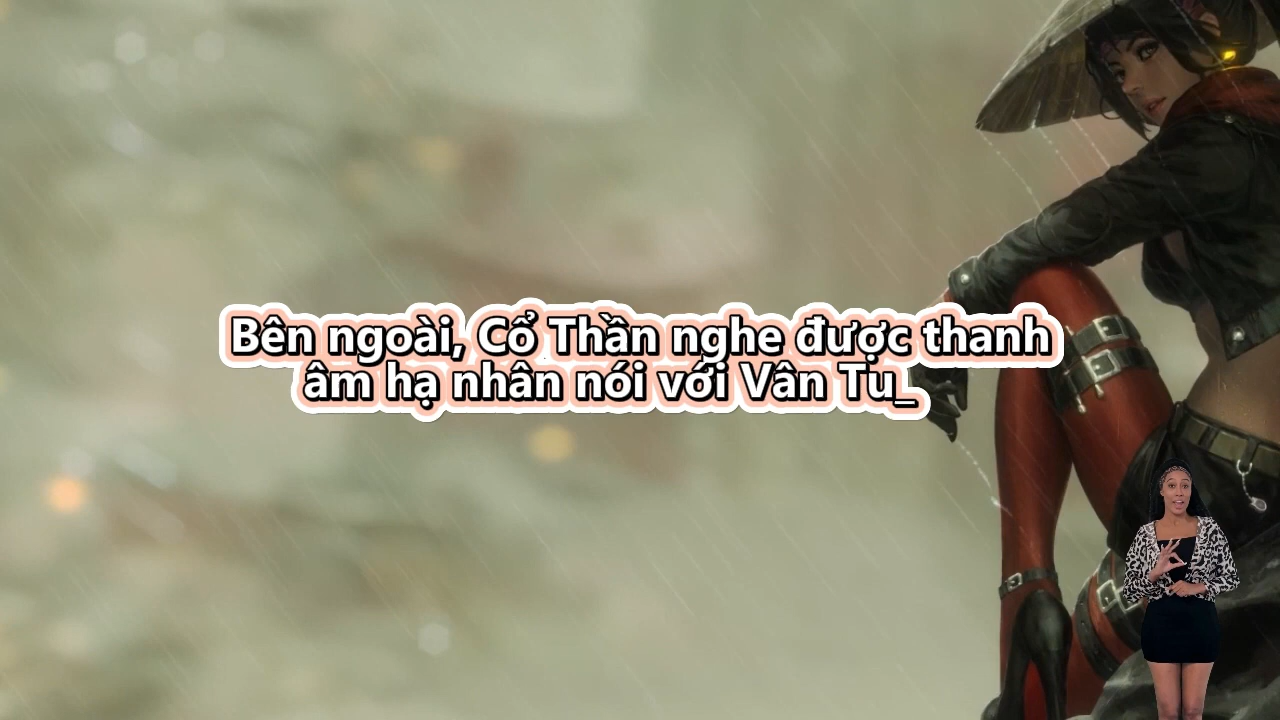 Bên ngoài, Cổ Thần nghe được thanh
âm hạ nhân nói với Vân Tu_